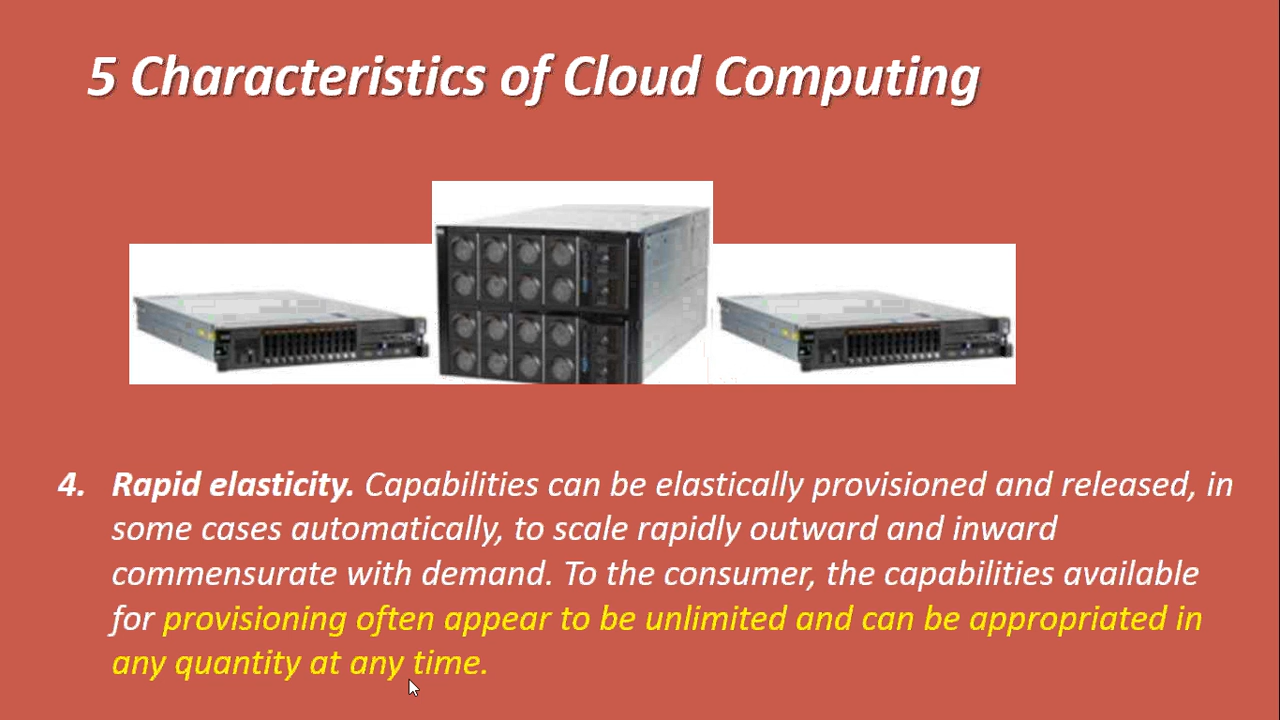 5 Characteristics of Cloud Computing
4. Rapid elasticity. Capabilities can be elastically provisioned and released, in
some cases automatically, to scale rapidly outward and inward
commensurate with demand. To the consumer, the capabilities available
for provisioning often appear to be unlimited and can be appropriated in
any quantity at any time.